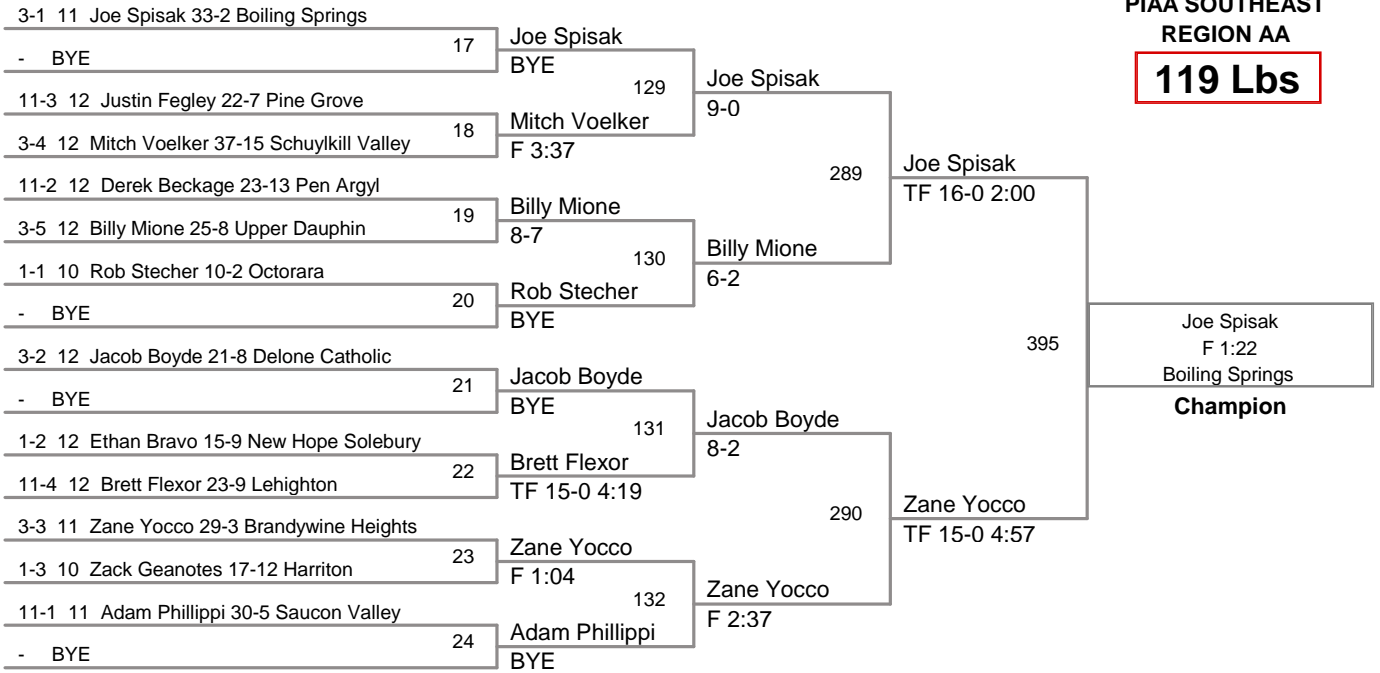 PIAA SOUTHEAST
REGION AA
119 Lbs
3-1 11 Joe Spisak 33-2 Boiling Springs
17
- BYE
11-3 12 Justin Fegley 22-7 Pine Grove
18
3-4 12 Mitch Voelker 37-15 Schuylkill Valley
11-2 12 Derek Beckage 23-13 Pen Argyl
19
3-5 12 Billy Mione 25-8 Upper Dauphin
1-1 10 Rob Stecher 10-2 Octorara
20
- BYE
3-2 12 Jacob Boyde 21-8 Delone Catholic
21
- BYE
1-2 12 Ethan Bravo 15-9 New Hope Solebury
22
11-4 12 Brett Flexor 23-9 Lehighton
3-3 11 Zane Yocco 29-3 Brandywine Heights
23
1-3 10 Zack Geanotes 17-12 Harriton
11-1 11 Adam Phillippi 30-5 Saucon Valley
24
- BYE
Joe Spisak
BYE
129
Mitch Voelker
F 3:37
Billy Mione
8-7
130
Rob Stecher
BYE
Jacob Boyde
BYE
131
Brett Flexor
TF 15-0 4:19
Zane Yocco
F 1:04
132
Adam Phillippi
BYE
Joe Spisak
9-0
289
Billy Mione
6-2
Jacob Boyde
8-2
290
Zane Yocco
F 2:37
Joe Spisak
TF 16-0 2:00
395
Zane Yocco
TF 15-0 4:57
Joe Spisak
F 1:22
Boiling Springs
Champion